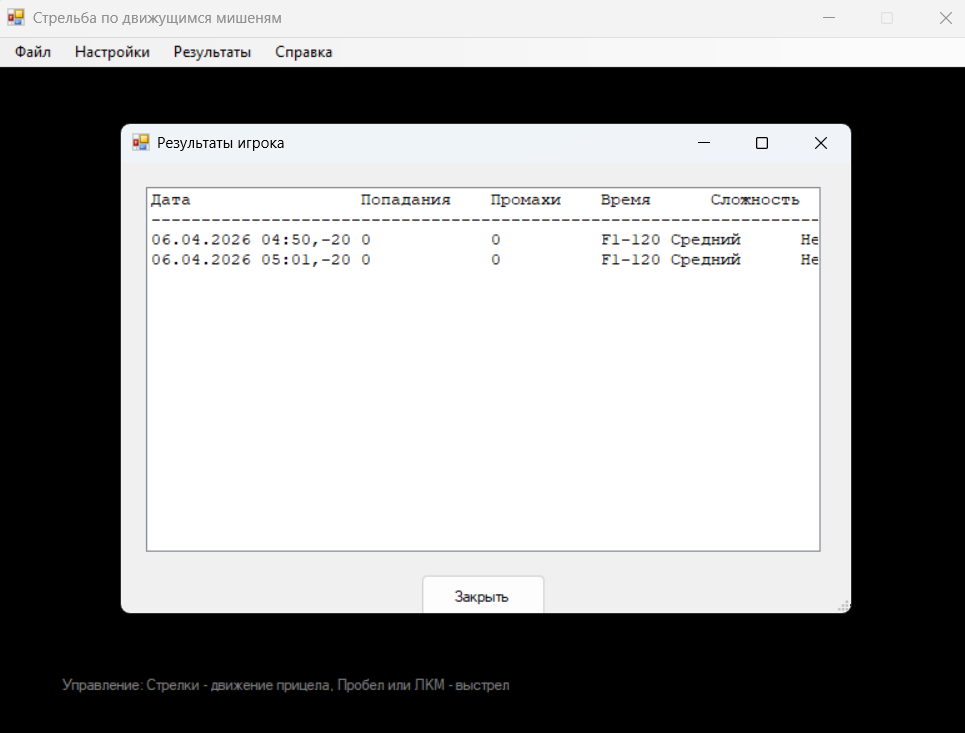 Стрельба по движущимся мишеням
Файл Настройки Результаты Справка
Результаты игрока
Дата Попадания Промахи Время Сложность
--------------------------------------------------------------------
06.04.2026 04:50,-20 0 0 F1-120 Средний Не
06.04.2026 05:01,-20 0 0 F1-120 Средний Не
Закрыть
Управление: Стрелки - движение прицела, Пробел или ЛКМ - выстрел